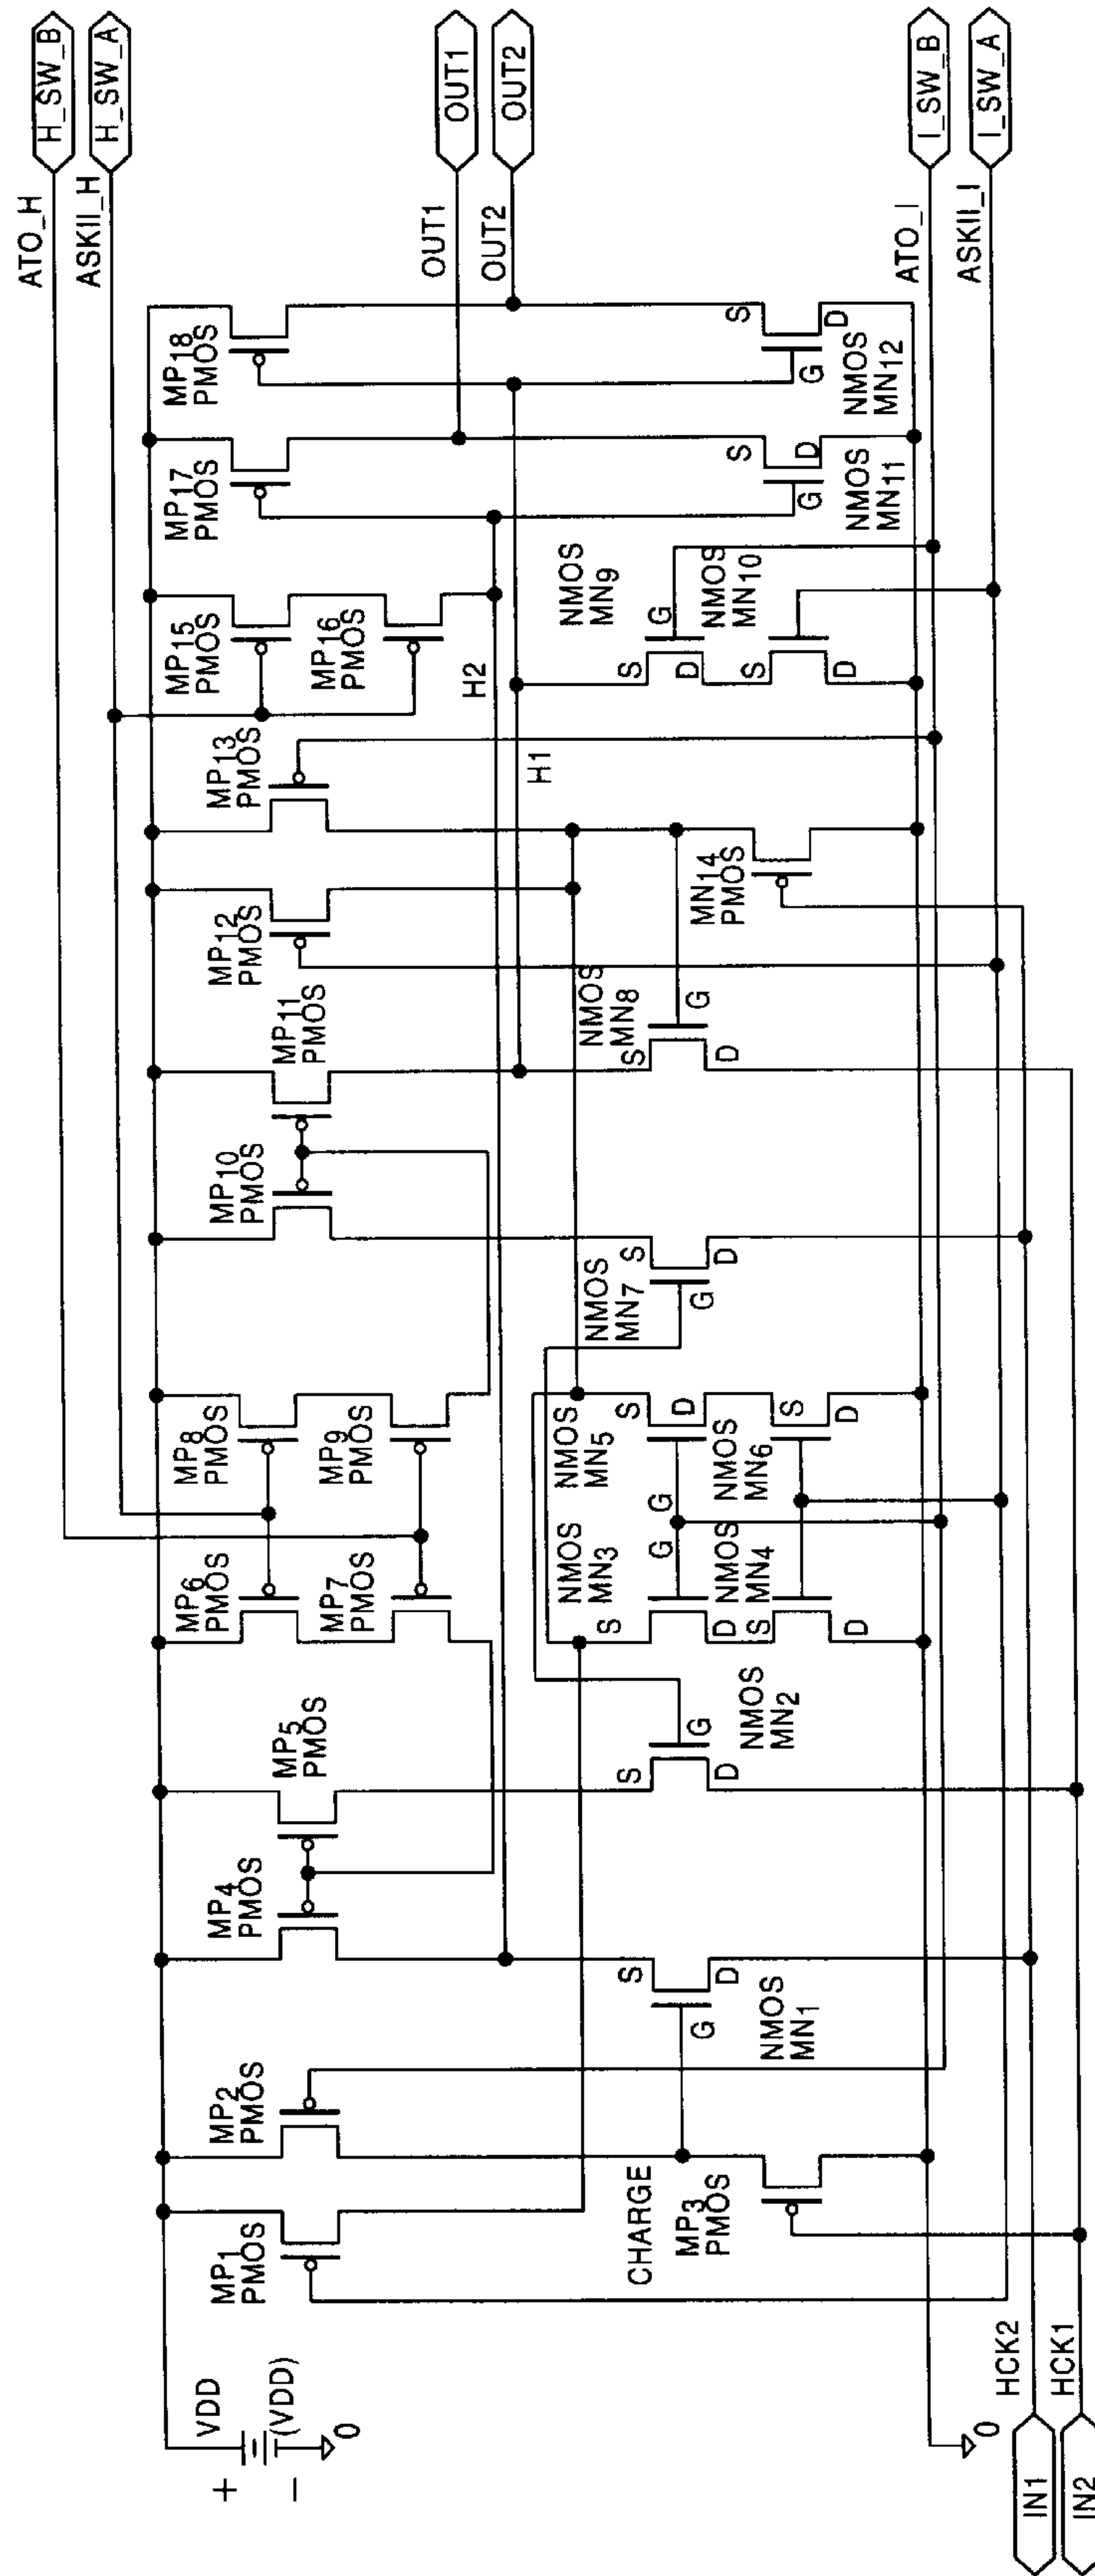 H_SW_B
ATO_H
H_SW_A
ASKII_H
OUT1
OUT1
OUT2
OUT2
I_SW_B
ATO_I
I_SW_A
ASKII_I
VDD
+
(VDD)
−
0
MP1
PMOS
MP2
PMOS
CHARGE
MP3
PMOS
G
S
D
NMOS
MN1
MP4
PMOS
MP5
PMOS
S
G
D
NMOS
MN2
MP6
PMOS
MP7
PMOS
MP8
PMOS
MP9
PMOS
NMOS
MN3
S
G
D
NMOS
MN4
S
D
NMOS
MN5
S
G
D
NMOS
MN6
S
D
NMOS
MN7
S
G
D
MP10
PMOS
MP11
PMOS
NMOS
MN8
S
G
D
MP12
PMOS
MP13
PMOS
MN14
PMOS
H1
H2
MP15
PMOS
MP16
PMOS
NMOS
MN9
S
G
D
NMOS
MN10
S
D
MP17
PMOS
S
G
D
NMOS
MN11
MP18
PMOS
S
G
D
NMOS
MN12
0
IN1
HCK2
IN2
HCK1